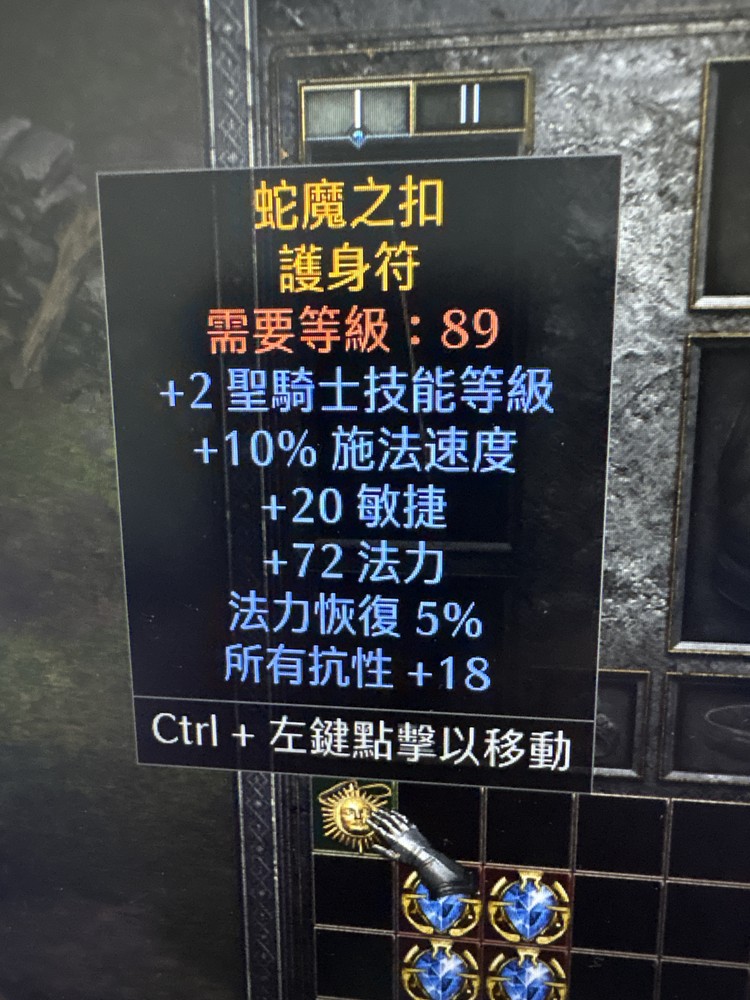 I
II
蛇魔之扣
護身符
需要等級：89
+2 聖騎士技能等級
+10% 施法速度
+20 敏捷
+72 法力
法力恢復 5%
所有抗性 +18
Ctrl + 左鍵點擊以移動